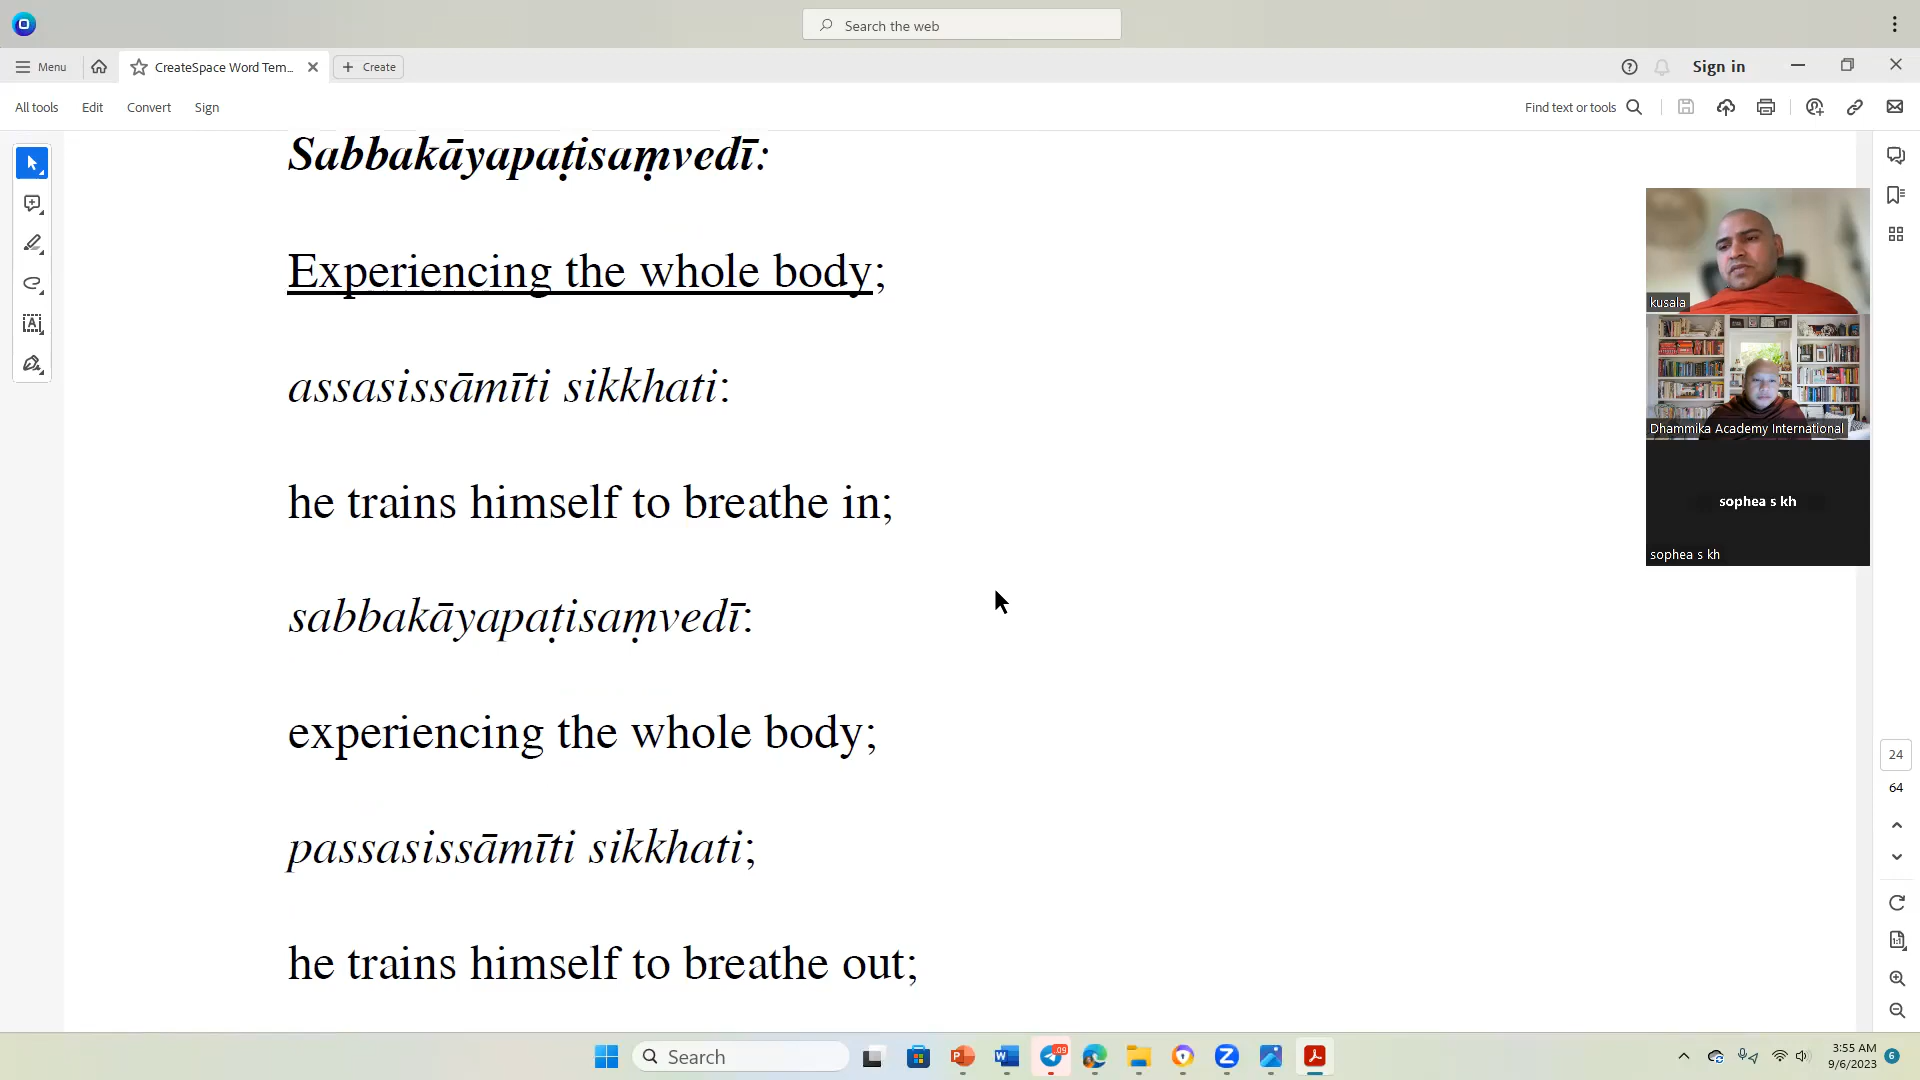 Search the web
Menu
CreateSpace Word Tem...
Create
Sign in
All tools
Edit
Convert
Sign
Find text or tools
Sabbakāyapaṭisaṃvedī:
Experiencing the whole body;
assasissāmīti sikkhati:
he trains himself to breathe in;
sabbakāyapaṭisaṃvedī:
experiencing the whole body;
passasissāmīti sikkhati;
he trains himself to breathe out;
kusala
Dhammika Academy International
sophea s kh
sophea s kh
24
64
Search
3:55 AM
9/6/2023
6